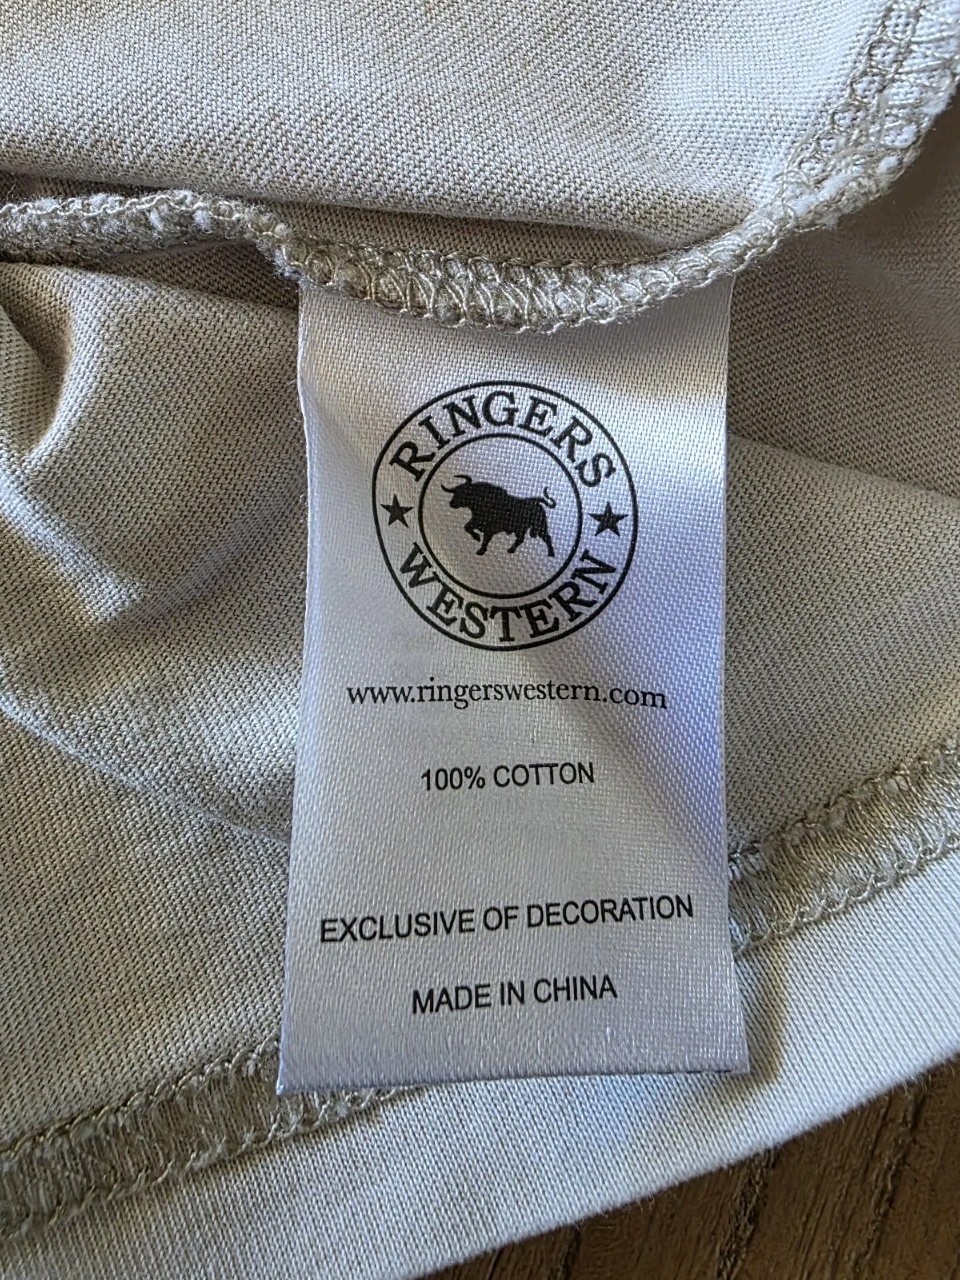 RINGERS
WESTERN
www.ringerswestern.com
100% COTTON
EXCLUSIVE OF DECORATION
MADE IN CHINA